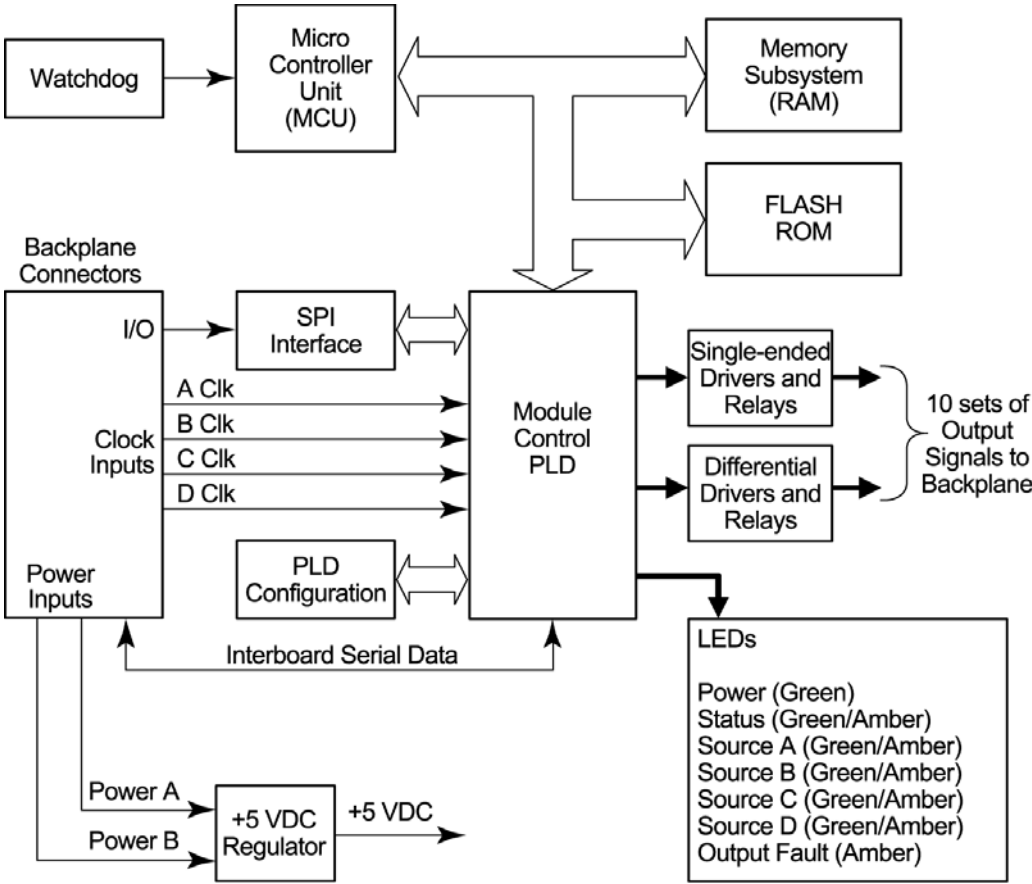 Watchdog
Micro
Controller
Unit
(MCU)
Memory
Subsystem
(RAM)
FLASH
ROM
Backplane
Connectors
I/O
SPI
Interface
A Clk
B Clk
C Clk
D Clk
Clock
Inputs
Module
Control
PLD
Single-ended
Drivers and
Relays
Differential
Drivers and
Relays
10 sets of
Output
Signals to
Backplane
PLD
Configuration
Power
Inputs
Interboard Serial Data
LEDs
Power (Green)
Status (Green/Amber)
Source A (Green/Amber)
Source B (Green/Amber)
Source C (Green/Amber)
Source D (Green/Amber)
Output Fault (Amber)
Power A
Power B
+5 VDC
Regulator
+5 VDC